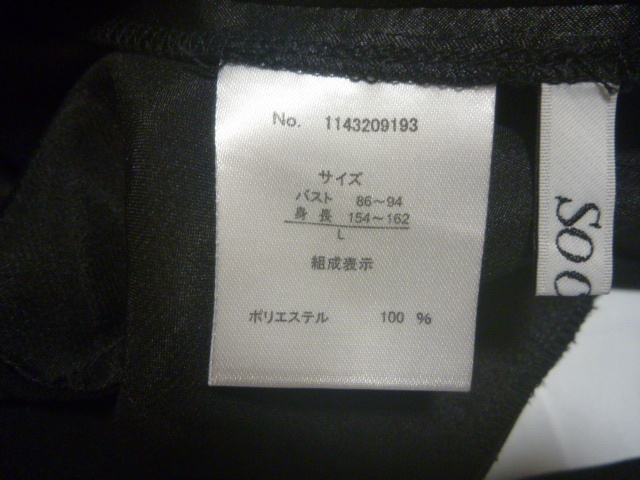 No. 1143209193
サイズ
バスト 86～94
身長 154～162
L
組成表示
ポリエステル 100 %